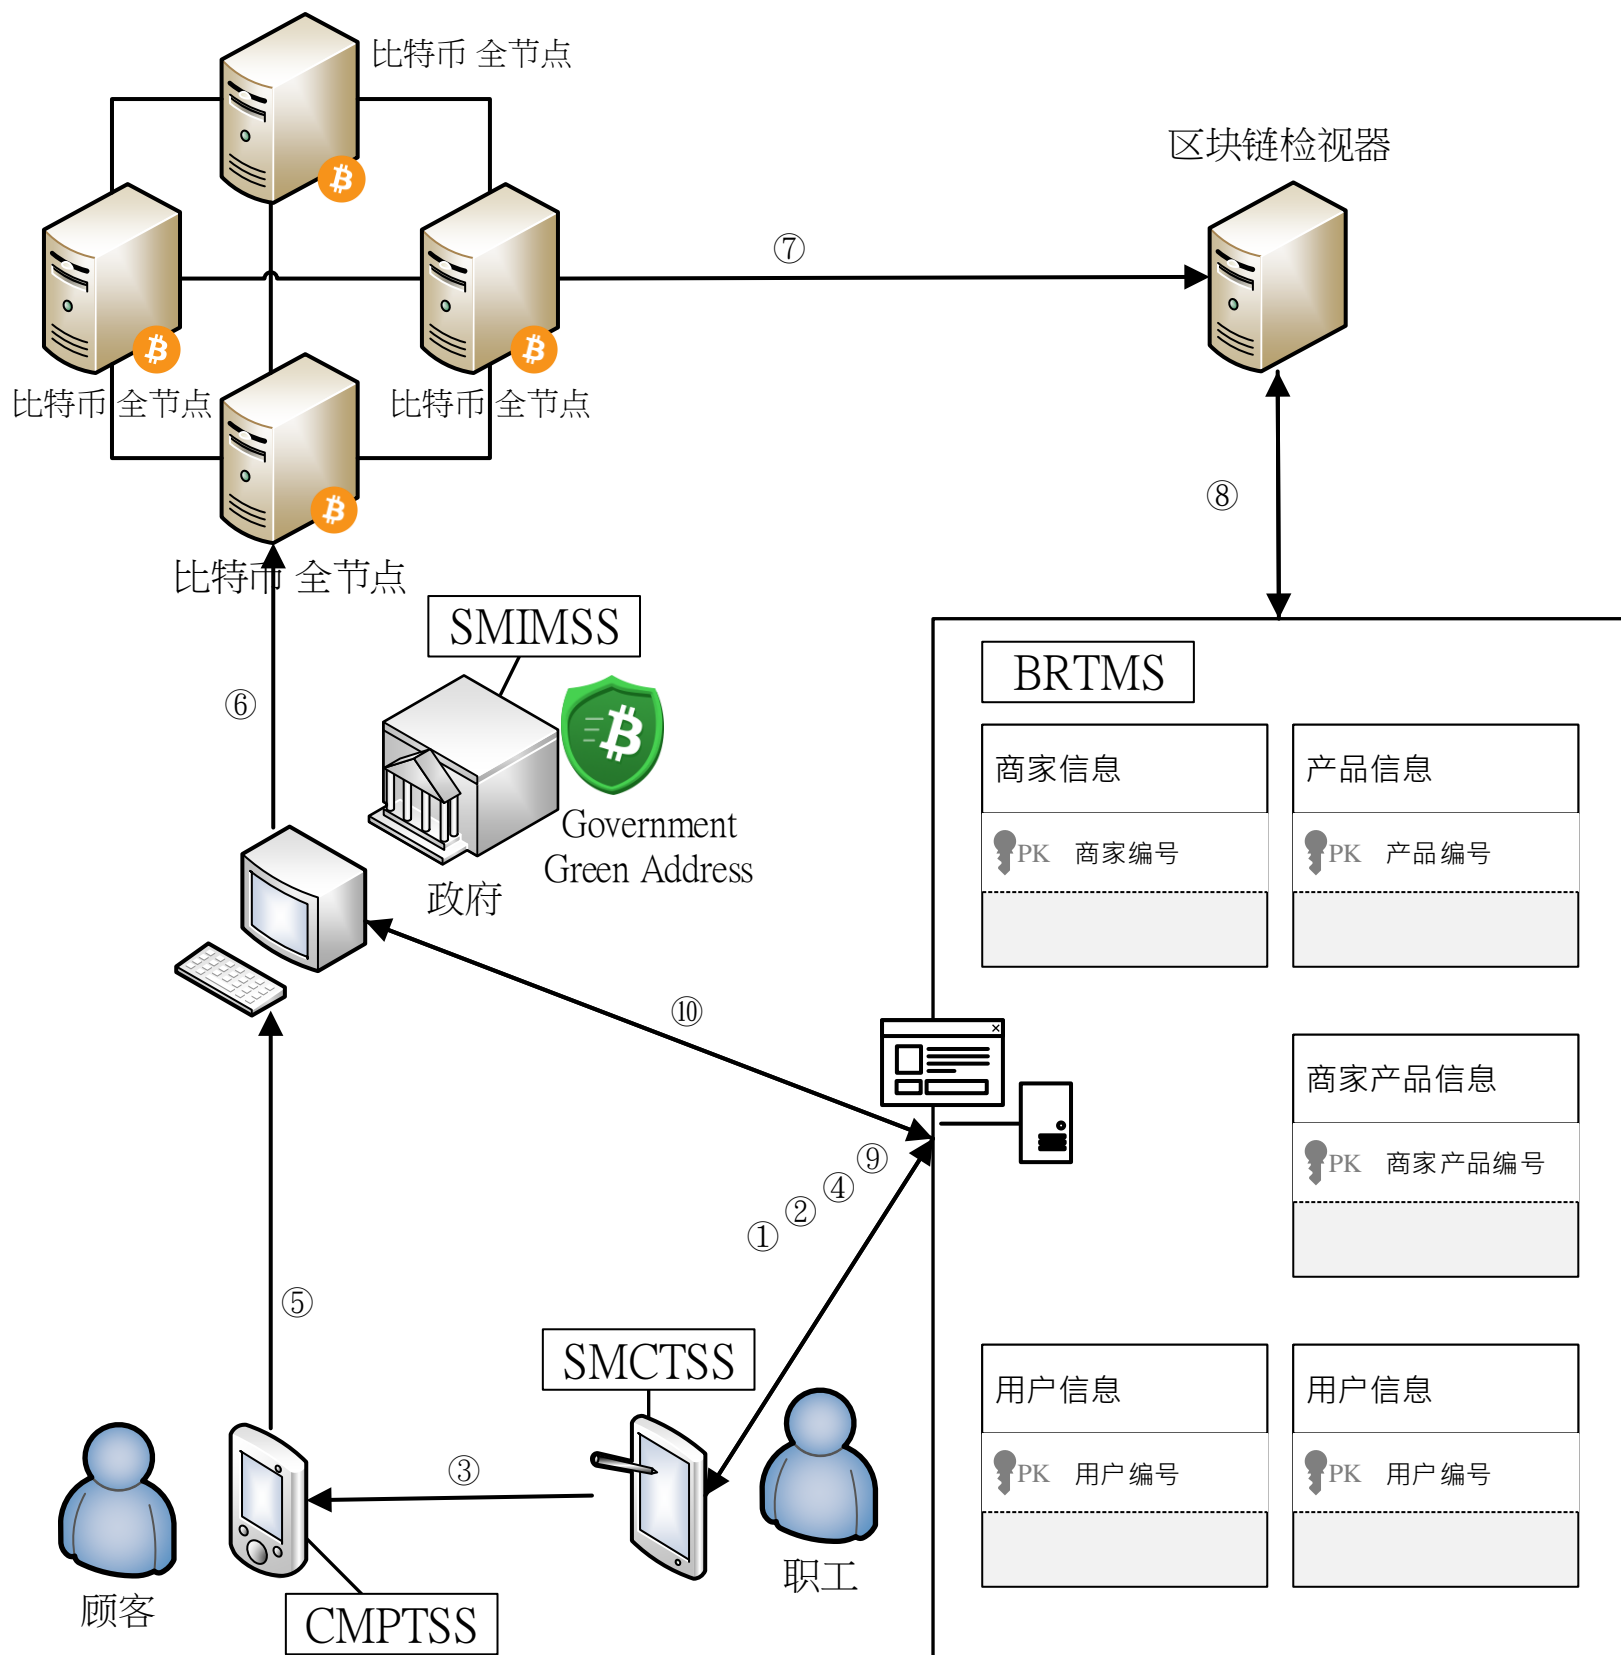 比特币 全节点
区块链检视器
⑦
比特币 全节点
比特币 全节点
⑧
比特币 全节点
SMIMSS
BRTMS
⑥
商家信息
产品信息
Government
Green Address
PK 商家编号
PK 产品编号
政府
⑩
商家产品信息
⑨
PK 商家产品编号
④
②
①
⑤
SMCTSS
用户信息
用户信息
③
PK 用户编号
PK 用户编号
职工
顾客
CMPTSS